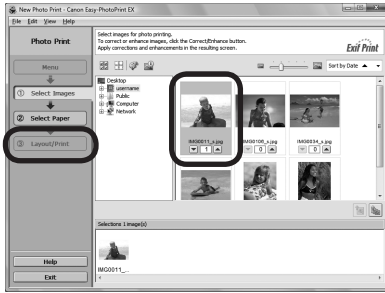 New Photo Print - Canon Easy-PhotoPrint EX
File Edit View Help
Photo Print
Select images for photo printing.
To correct or enhance images, click the Correct/Enhance button.
Apply corrections and enhancements in the resulting screen.
Exif Print
Menu
Sort by Date
Desktop
username
Public
Computer
Network
1 Select Images
2 Select Paper
3 Layout/Print
IMG0011_s.jpg
1
IMG0106_s.jpg
0
IMG0034_s.jpg
0
Selections 1 image(s)
IMG0011_...
Help
Exit